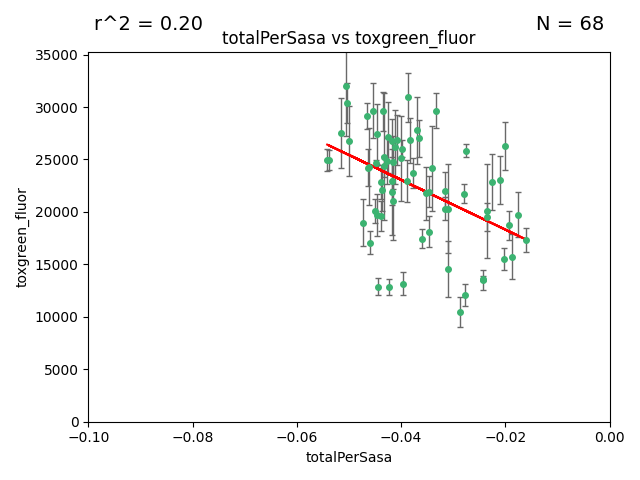 r^2 = 0.20
N = 68
totalPerSasa vs toxgreen_fluor
35000
30000
25000
20000
15000
10000
5000
0
toxgreen_fluor
−0.10
−0.08
−0.06
−0.04
−0.02
0.00
totalPerSasa